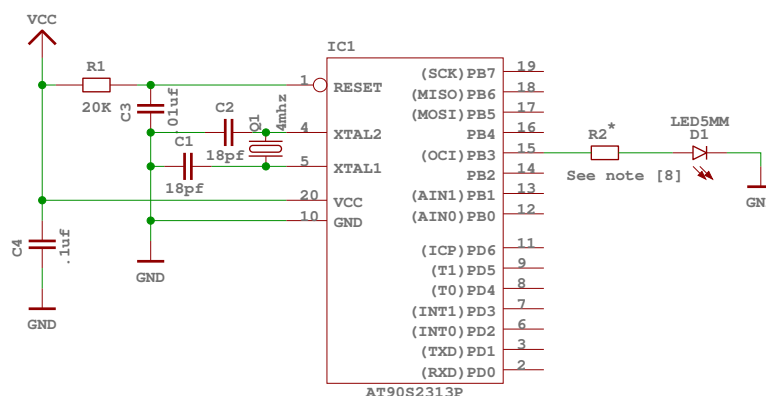 VCC
IC1
R1
20K
C3
.01uf
C2
18pf
C1
18pf
Q1
4mhz
C4
.1uf
GND
GND
1 RESET
4 XTAL2
5 XTAL1
20 VCC
10 GND
(SCK)PB7 19
(MISO)PB6 18
(MOSI)PB5 17
PB4 16
(OCI)PB3 15
PB2 14
(AIN1)PB1 13
(AIN0)PB0 12
(ICP)PD6 11
(T1)PD5 9
(T0)PD4 8
(INT1)PD3 7
(INT0)PD2 6
(TXD)PD1 3
(RXD)PD0 2
AT90S2313P
R2*
See note [8]
LED5MM
D1
GN